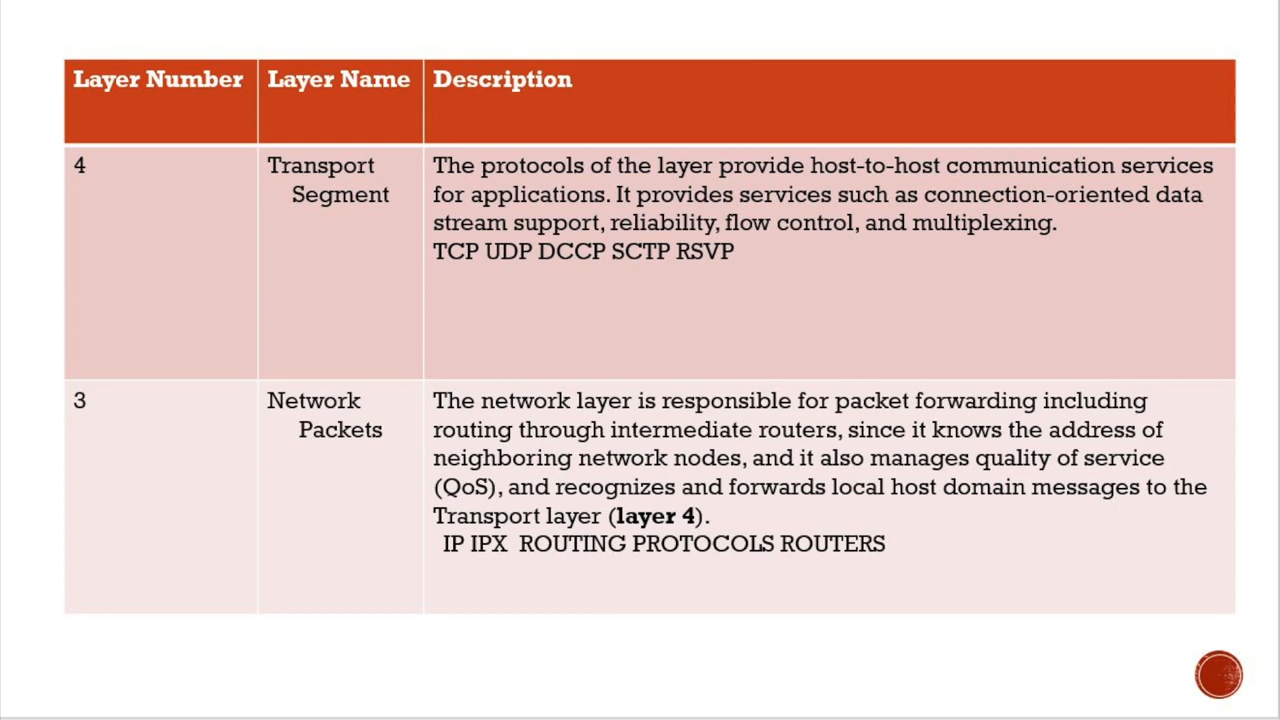 Layer Number Layer Name Description
4 Transport The protocols of the layer provide host-to-host communication services
Segment for applications. It provides services such as connection-oriented data
stream support, reliability, flow control, and multiplexing.
TCP UDP DCCP SCTP RSVP
3 Network The network layer is responsible for packet forwarding including
Packets routing through intermediate routers, since it knows the address of
neighboring network nodes, and it also manages quality of service
(QoS), and recognizes and forwards local host domain messages to the
Transport layer (layer 4).
IP IPX ROUTING PROTOCOLS ROUTERS